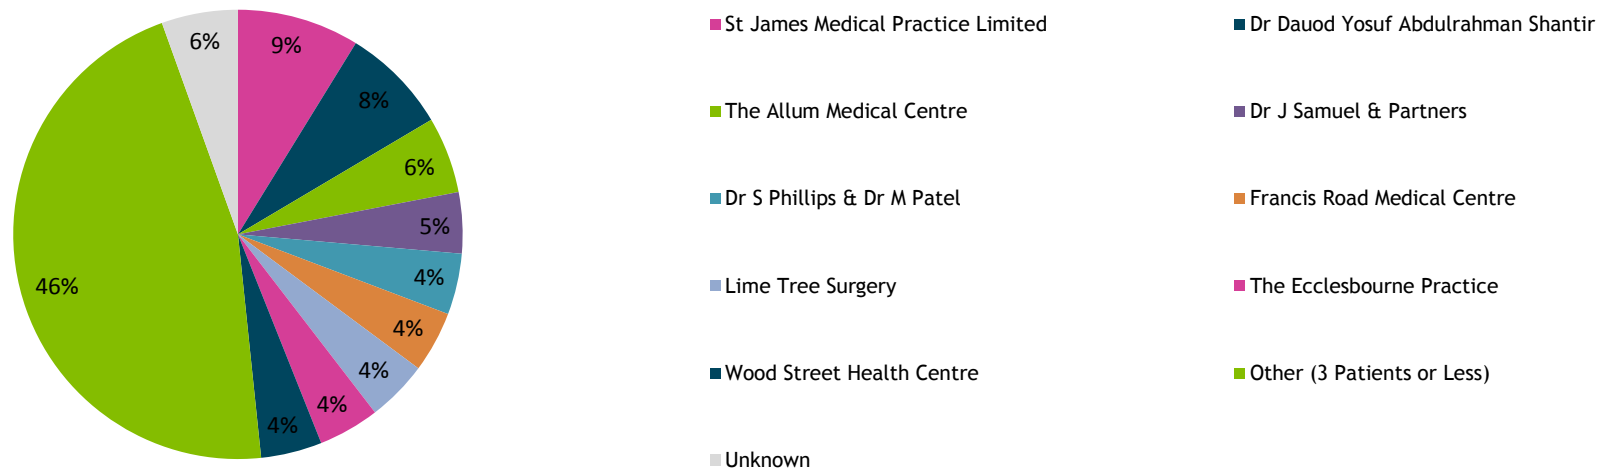 9%
8%
6%
5%
4%
4%
4%
4%
4%
46%
6%
St James Medical Practice Limited
Dr Dauod Yosuf Abdulrahman Shantir
The Allum Medical Centre
Dr J Samuel & Partners
Dr S Phillips & Dr M Patel
Francis Road Medical Centre
Lime Tree Surgery
The Ecclesbourne Practice
Wood Street Health Centre
Other (3 Patients or Less)
Unknown